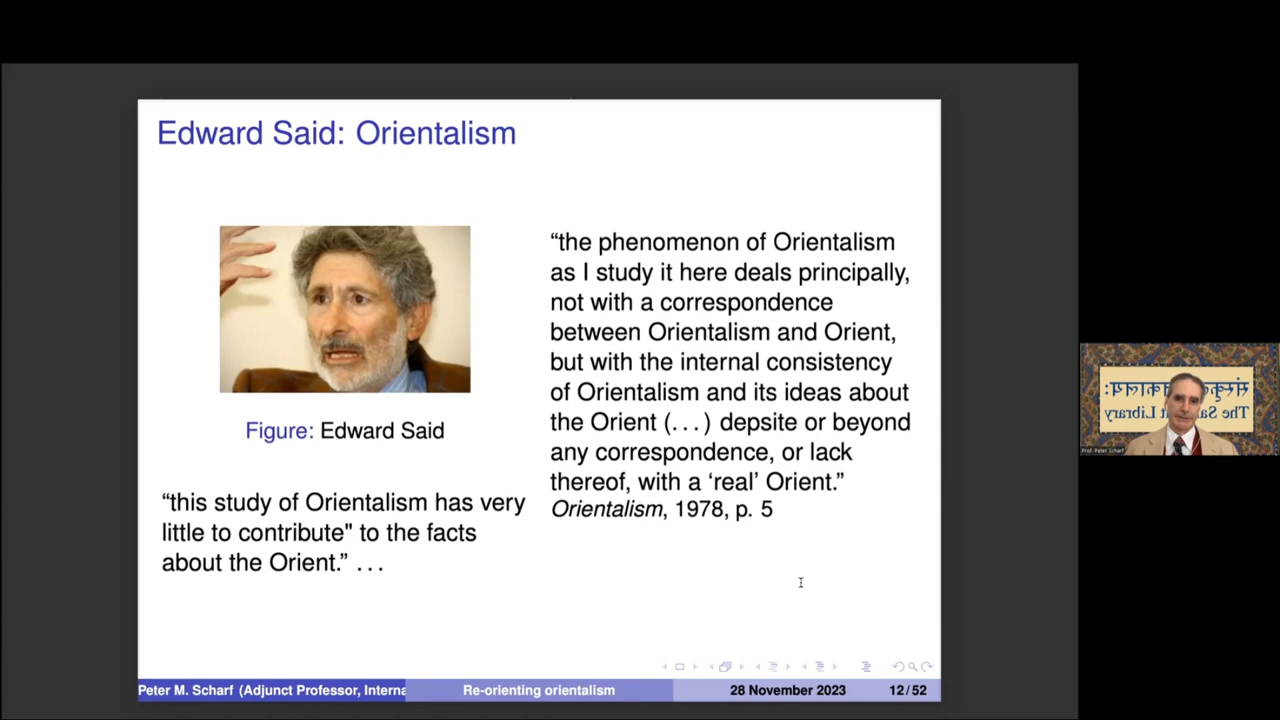 Edward Said: Orientalism
Figure: Edward Said
“this study of Orientalism has very
little to contribute" to the facts
about the Orient.” ...
“the phenomenon of Orientalism
as I study it here deals principally,
not with a correspondence
between Orientalism and Orient,
but with the internal consistency
of Orientalism and its ideas about
the Orient (...) depsite or beyond
any correspondence, or lack
thereof, with a ‘real’ Orient.”
Orientalism, 1978, p. 5
Peter M. Scharf (Adjunct Professor, Interna
Re-orienting orientalism
28 November 2023
12/52
The Sa t Library
Prof. Peter Scharf